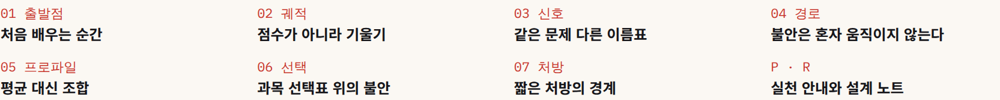 01 출발점
처음 배우는 순간
02 궤적
점수가 아니라 기울기
03 신호
같은 문제 다른 이름표
04 경로
불안은 혼자 움직이지 않는다
05 프로파일
평균 대신 조합
06 선택
과목 선택표 위의 불안
07 처방
짧은 처방의 경계
P · R
실천 안내와 설계 노트